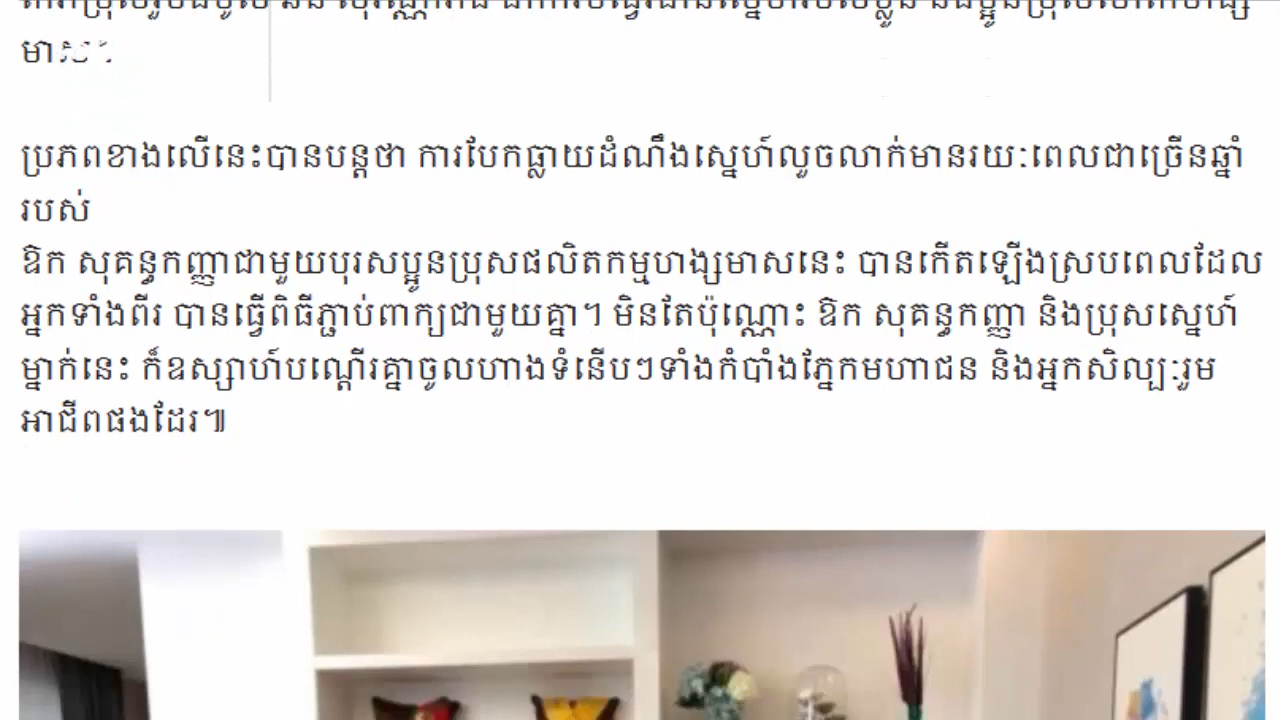 មាស។
ប្រភពខាងលើនេះបានបន្តថា ការបែកធ្លាយដំណឹងស្នេហ៍លួចលាក់មានរយៈពេលជាច្រើនឆ្នាំ
របស់
ឱក សុគន្ធកញ្ញាជាមួយបុរសប្អូនប្រុសផលិតកម្មហង្សមាសនេះ បានកើតឡើងស្របពេលដែល
អ្នកទាំងពីរ បានធ្វើពិធីភ្ជាប់ពាក្យជាមួយគ្នា។ មិនតែប៉ុណ្ណោះ ឱក សុគន្ធកញ្ញា និងប្រុសស្នេហ៍
ម្នាក់នេះ ក៏ឧស្សាហ៍បណ្តើរគ្នាចូលហាងទំនើបៗទាំងកំបាំងភ្នែកមហាជន និងអ្នកសិល្បៈរួម
អាជីពផងដែរ៕